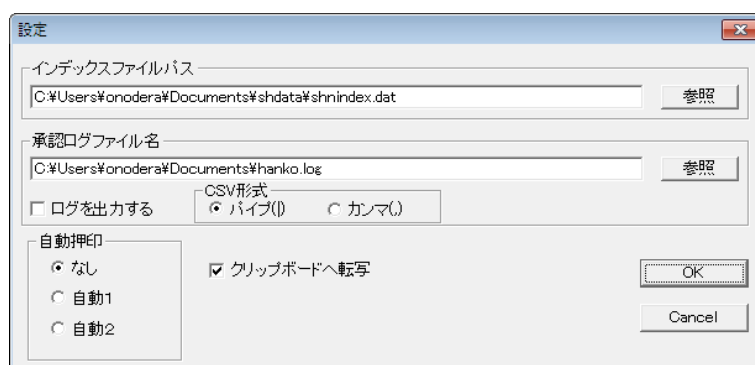 設定
インデックスファイルパス
C:¥Users¥onodera¥Documents¥shdata¥shnindex.dat
参照
承認ログファイル名
C:¥Users¥onodera¥Documents¥hanko.log
参照
ログを出力する
CSV形式
パイプ(|)
カンマ(,)
自動押印
なし
自動1
自動2
クリップボードへ転写
OK
Cancel